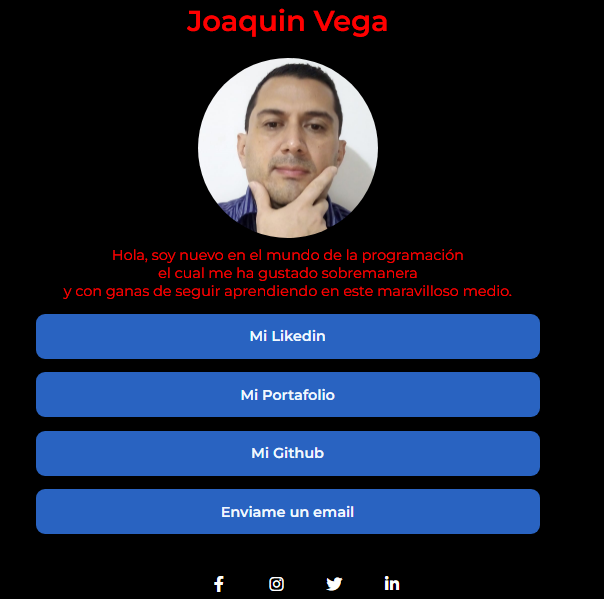 Joaquin Vega
Hola, soy nuevo en el mundo de la programación
el cual me ha gustado sobremanera
y con ganas de seguir aprendiendo en este maravilloso medio.
Mi Likedin
Mi Portafolio
Mi Github
Enviame un email